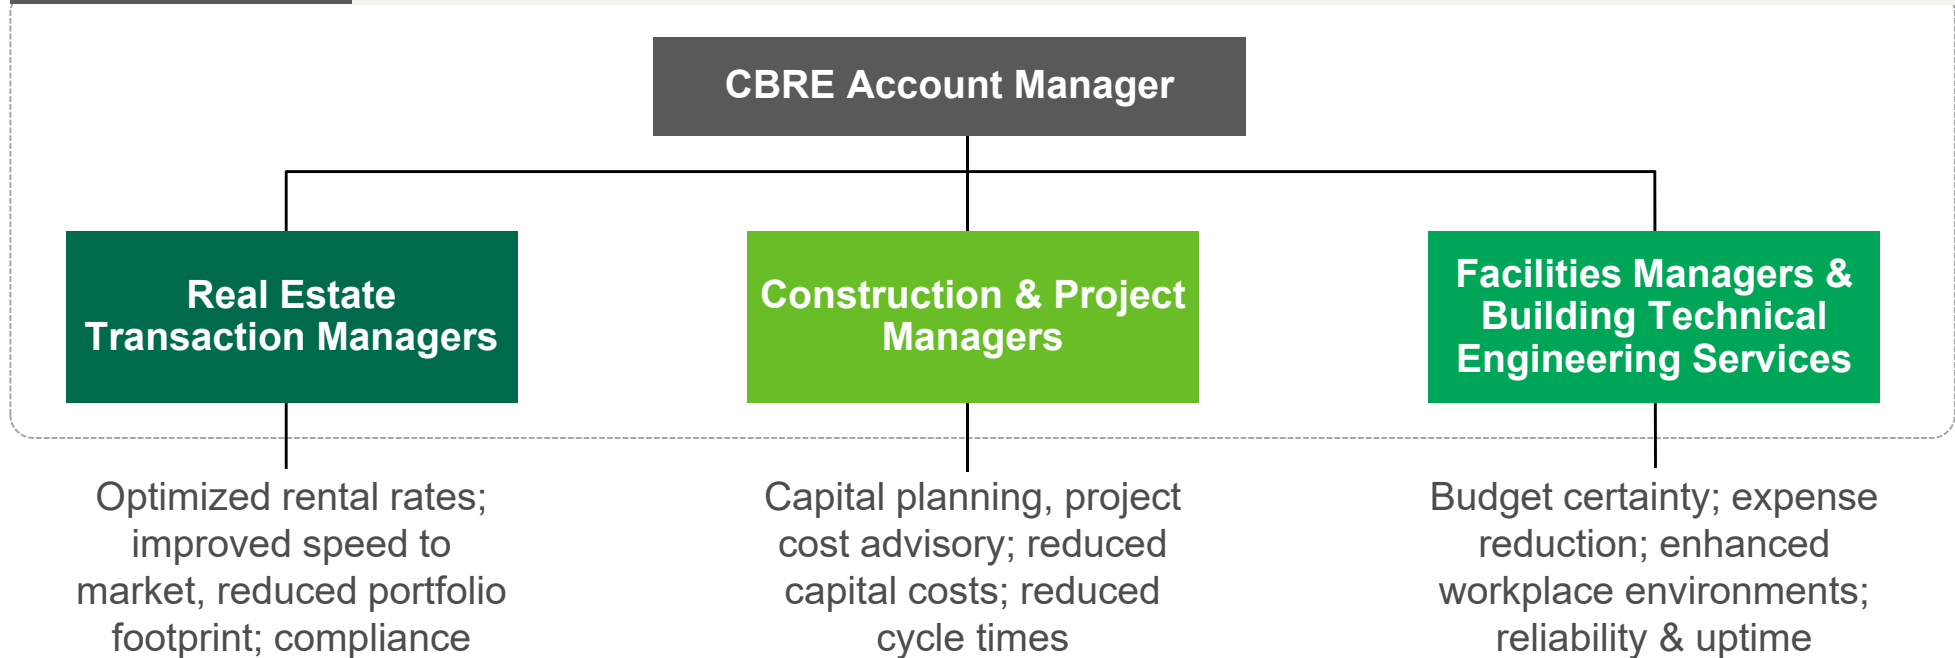 CBRE Account Manager
Real Estate
Transaction Managers
Construction & Project
Managers
Facilities Managers &
Building Technical
Engineering Services
Optimized rental rates;
improved speed to
market, reduced portfolio
footprint; compliance
Capital planning, project
cost advisory; reduced
capital costs; reduced
cycle times
Budget certainty; expense
reduction; enhanced
workplace environments;
reliability & uptime